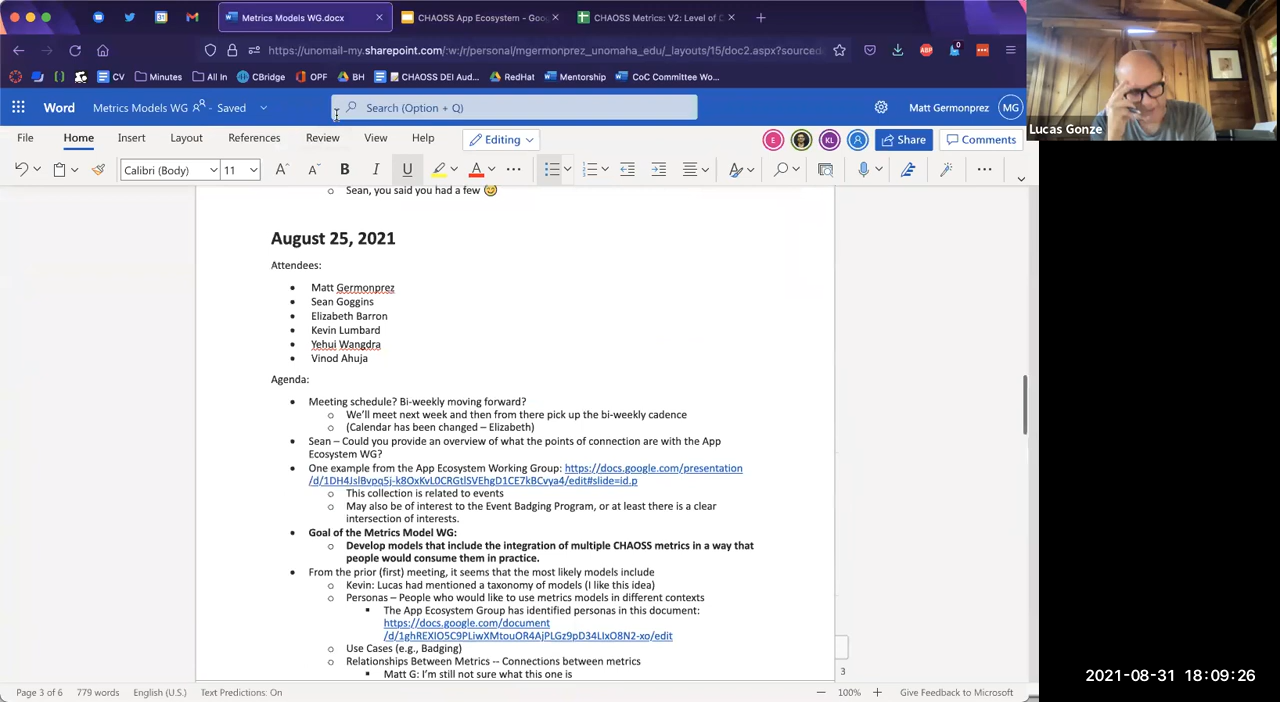 Metrics Models WG.docx
CHAOSS App Ecosystem - Goo
CHAOSS Metrics: V2: Level of D
https://unomail-my.sharepoint.com/:w:/r/personal/mgermonprez_unomaha_edu/_layouts/15/doc2.aspx?sourced
CV
Minutes
All In
CBridge
OPF
BH
CHAOSS DEI Aud...
RedHat
Mentorship
CoC Committee Wo...
Word
Metrics Models WG
- Saved
Search (Option + Q)
Matt Germonprez
MG
File
Home
Insert
Layout
References
Review
View
Help
Editing
E
KL
Share
Comments
Calibri (Body)
11
Sean, you said you had a few
August 25, 2021
Attendees:
Matt Germonprez
Sean Goggins
Elizabeth Barron
Kevin Lumbard
Yehui Wangdra
Vinod Ahuja
Agenda:
Meeting schedule? Bi-weekly moving forward?
We'll meet next week and then from there pick up the bi-weekly cadence
(Calendar has been changed – Elizabeth)
Sean – Could you provide an overview of what the points of connection are with the App
Ecosystem WG?
One example from the App Ecosystem Working Group: https://docs.google.com/presentation
/d/1DH4JslBvpq5j-k8OxKvL0CRGtlSVEhgD1CE7kBCvya4/edit#slide=id.p
This collection is related to events
May also be of interest to the Event Badging Program, or at least there is a clear
intersection of interests.
Goal of the Metrics Model WG:
Develop models that include the integration of multiple CHAOSS metrics in a way that
people would consume them in practice.
From the prior (first) meeting, it seems that the most likely models include
Kevin: Lucas had mentioned a taxonomy of models (I like this idea)
Personas – People who would like to use metrics models in different contexts
The App Ecosystem Group has identified personas in this document:
https://docs.google.com/document
/d/1ghREXIO5C9PLiwXMtouOR4AjPLGz9pD34LIxO8N2-xo/edit
Use Cases (e.g., Badging)
Relationships Between Metrics -- Connections between metrics
Matt G: I'm still not sure what this one is
3
Page 3 of 6
779 words
English (U.S.)
Text Predictions: On
100%
Give Feedback to Microsoft
Lucas Gonze
2021-08-31 18:09:26